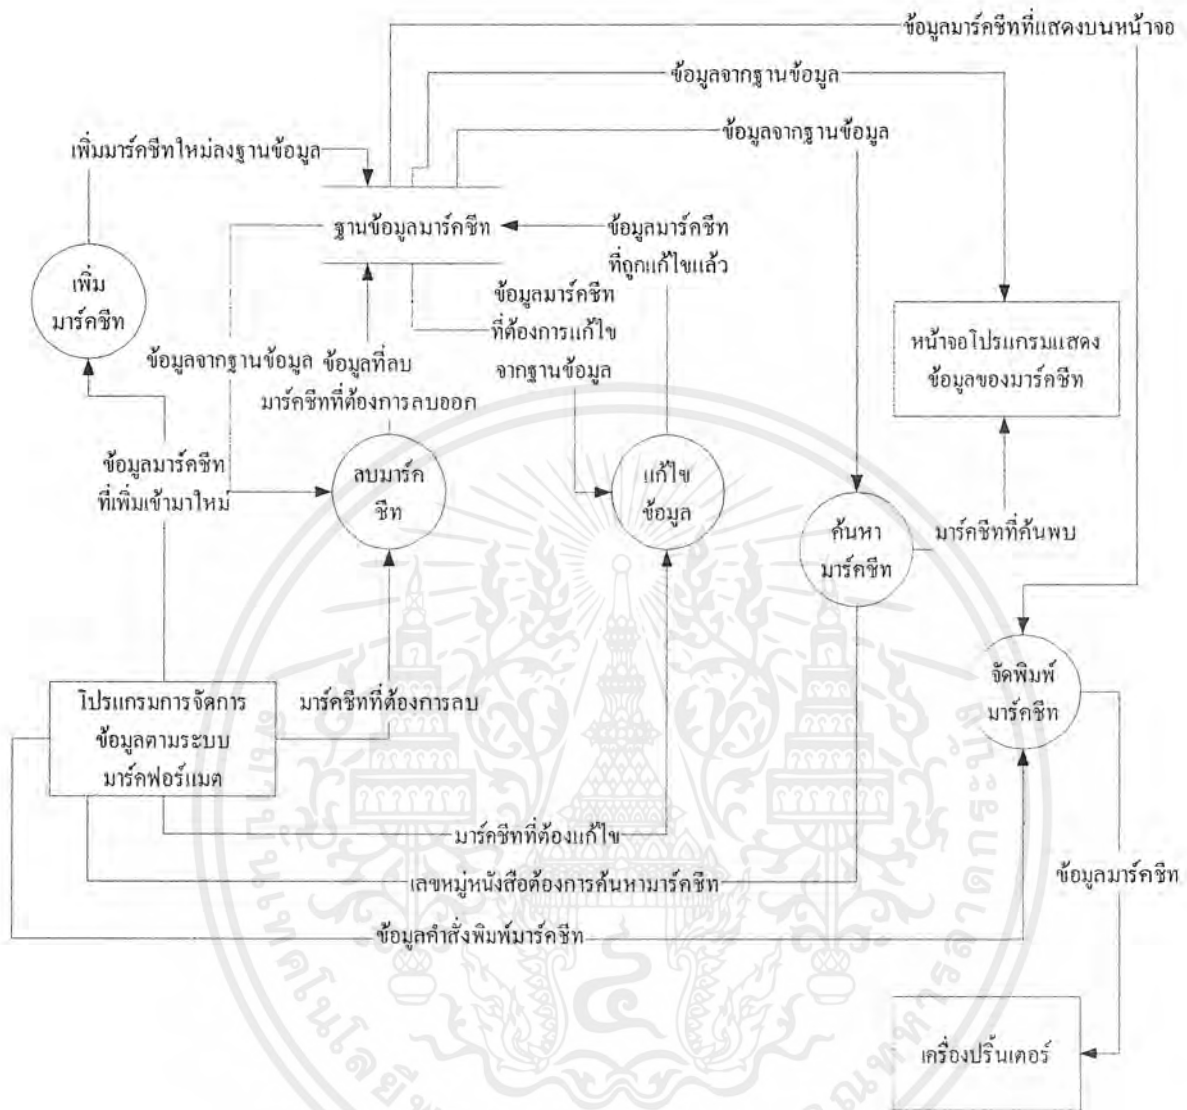 ข้อมูลมาร์คชีทที่แสดงบนหน้าจอ
ข้อมูลจากฐานข้อมูล
ข้อมูลจากฐานข้อมูล
เพิ่มมาร์คชีทใหม่ลงฐานข้อมูล
ฐานข้อมูลมาร์คชีท
ข้อมูลมาร์คชีท
ที่ถูกแก้ไขแล้ว
เพิ่ม
มาร์คชีท
ข้อมูลมาร์คชีท
ที่ต้องการแก้ไข
จากฐานข้อมูล
หน้าจอโปรแกรมแสดง
ข้อมูลของมาร์คชีท
ข้อมูลจากฐานข้อมูล
ข้อมูลที่ลบ
มาร์คชีทที่ต้องการลบออก
ข้อมูลมาร์คชีท
ที่เพิ่มเข้ามาใหม่
ลบมาร์ค
ชีท
แก้ไข
ข้อมูล
ค้นหา
มาร์คชีท
มาร์คชีทที่ค้นพบ
จัดพิมพ์
มาร์คชีท
โปรแกรมการจัดการ
ข้อมูลตามระบบ
มาร์คฟอร์แมต
มาร์คชีทที่ต้องการลบ
มาร์คชีทที่ต้องแก้ไข
เลขหมู่หนังสือต้องการค้นหามาร์คชีท
ข้อมูลคำสั่งพิมพ์มาร์คชีท
ข้อมูลมาร์คชีท
เครื่องปริ้นเตอร์